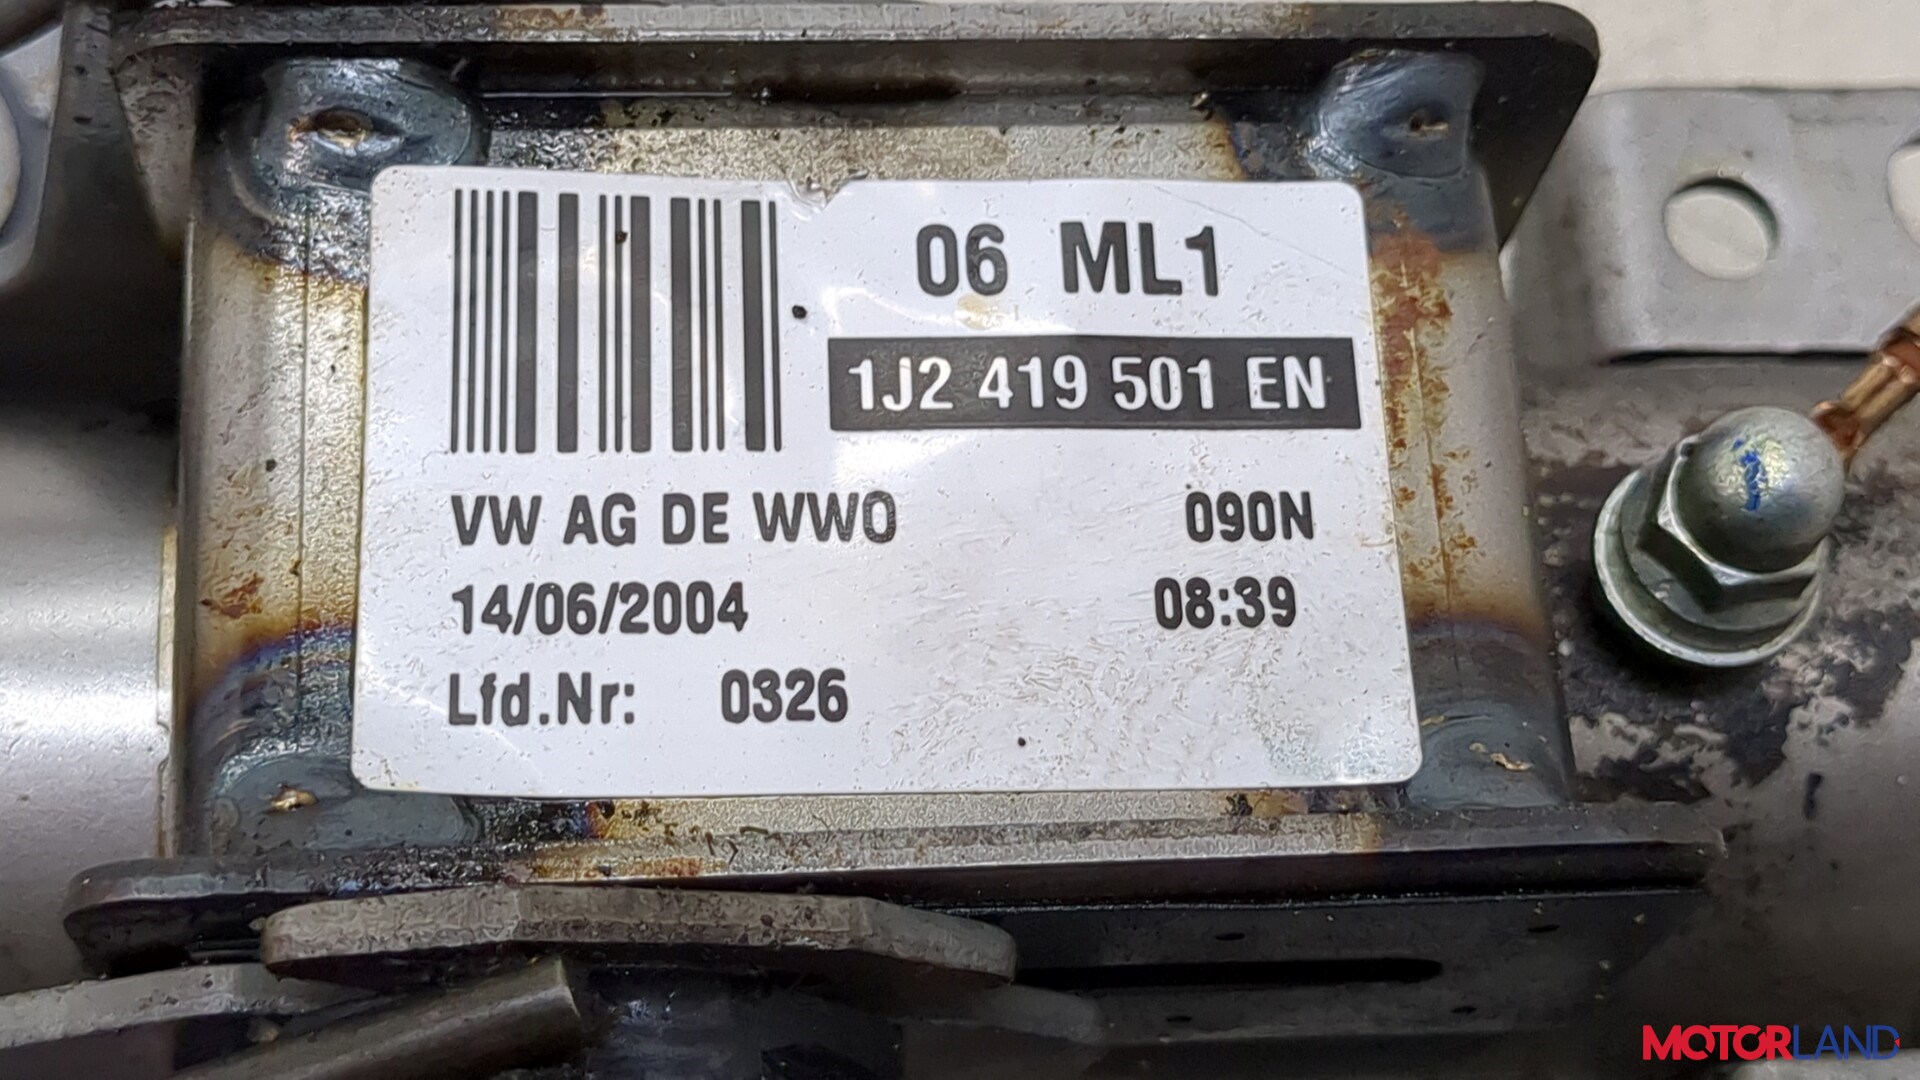 06 ML1
1J2 419 501 EN
VW AG DE WWO 090N
14/06/2004 08:39
Lfd.Nr: 0326
MOTORLAND